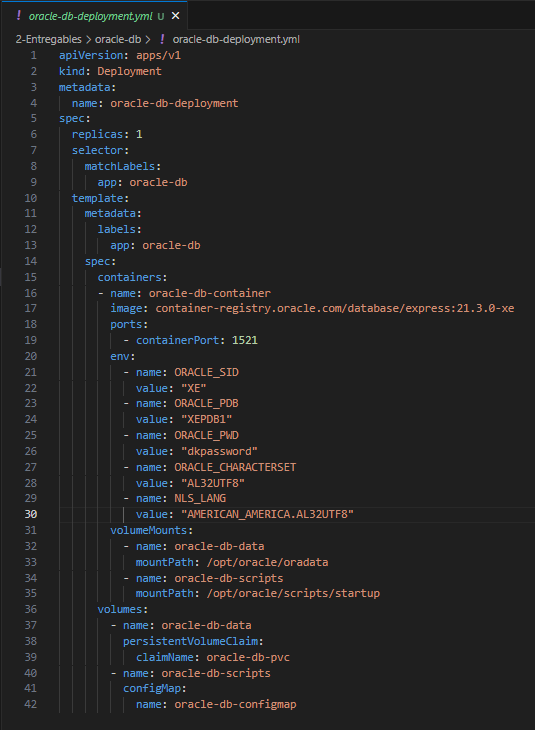 ! oracle-db-deployment.yml U ×
2-Entregables > oracle-db > ! oracle-db-deployment.yml
1 apiVersion: apps/v1
2 kind: Deployment
3 metadata:
4   name: oracle-db-deployment
5 spec:
6   replicas: 1
7   selector:
8     matchLabels:
9       app: oracle-db
10   template:
11     metadata:
12       labels:
13         app: oracle-db
14     spec:
15       containers:
16       - name: oracle-db-container
17         image: container-registry.oracle.com/database/express:21.3.0-xe
18         ports:
19           - containerPort: 1521
20         env:
21           - name: ORACLE_SID
22             value: "XE"
23           - name: ORACLE_PDB
24             value: "XEPDB1"
25           - name: ORACLE_PWD
26             value: "dkpassword"
27           - name: ORACLE_CHARACTERSET
28             value: "AL32UTF8"
29           - name: NLS_LANG
30             value: "AMERICAN_AMERICA.AL32UTF8"
31         volumeMounts:
32           - name: oracle-db-data
33             mountPath: /opt/oracle/oradata
34           - name: oracle-db-scripts
35             mountPath: /opt/oracle/scripts/startup
36       volumes:
37         - name: oracle-db-data
38           persistentVolumeClaim:
39             claimName: oracle-db-pvc
40         - name: oracle-db-scripts
41           configMap:
42             name: oracle-db-configmap